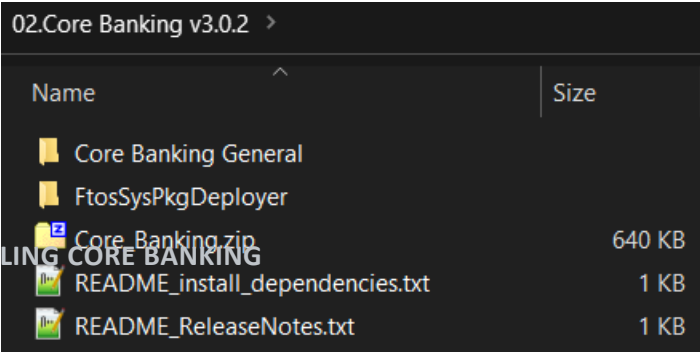 02.Core Banking v3.0.2 >
Name Size
Core Banking General
FtosSysPkgDeployer
Core_Banking.zip 640 KB
LING CORE BANKING
README_install_dependencies.txt 1 KB
README_ReleaseNotes.txt 1 KB